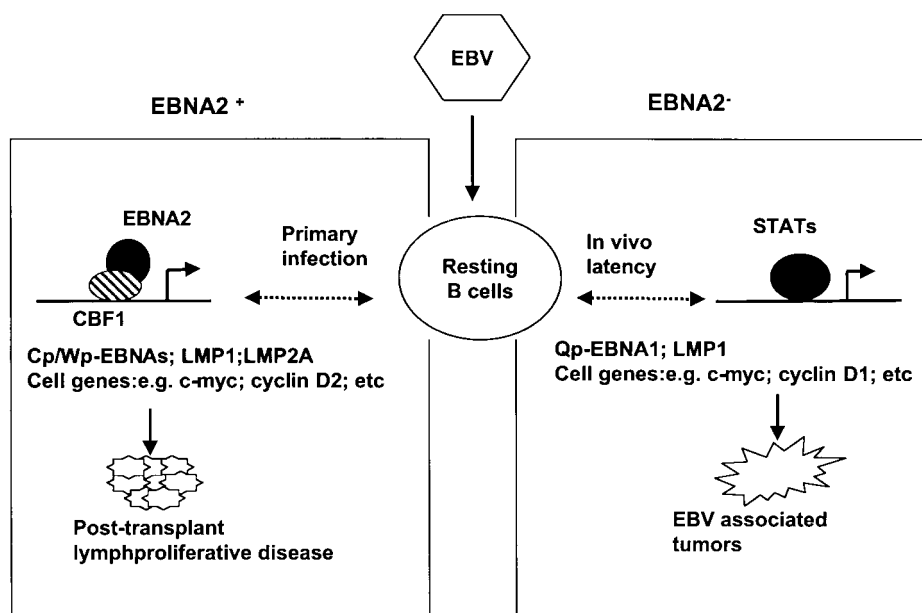 EBV
EBNA2 +
EBNA2-
EBNA2
CBF1
Primary
infection
Resting
B cells
In vivo
latency
STATs
Cp/Wp-EBNAs; LMP1;LMP2A
Cell genes:e.g. c-myc; cyclin D2; etc
Qp-EBNA1; LMP1
Cell genes:e.g. c-myc; cyclin D1; etc
Post-transplant
lymphproliferative disease
EBV associated
tumors